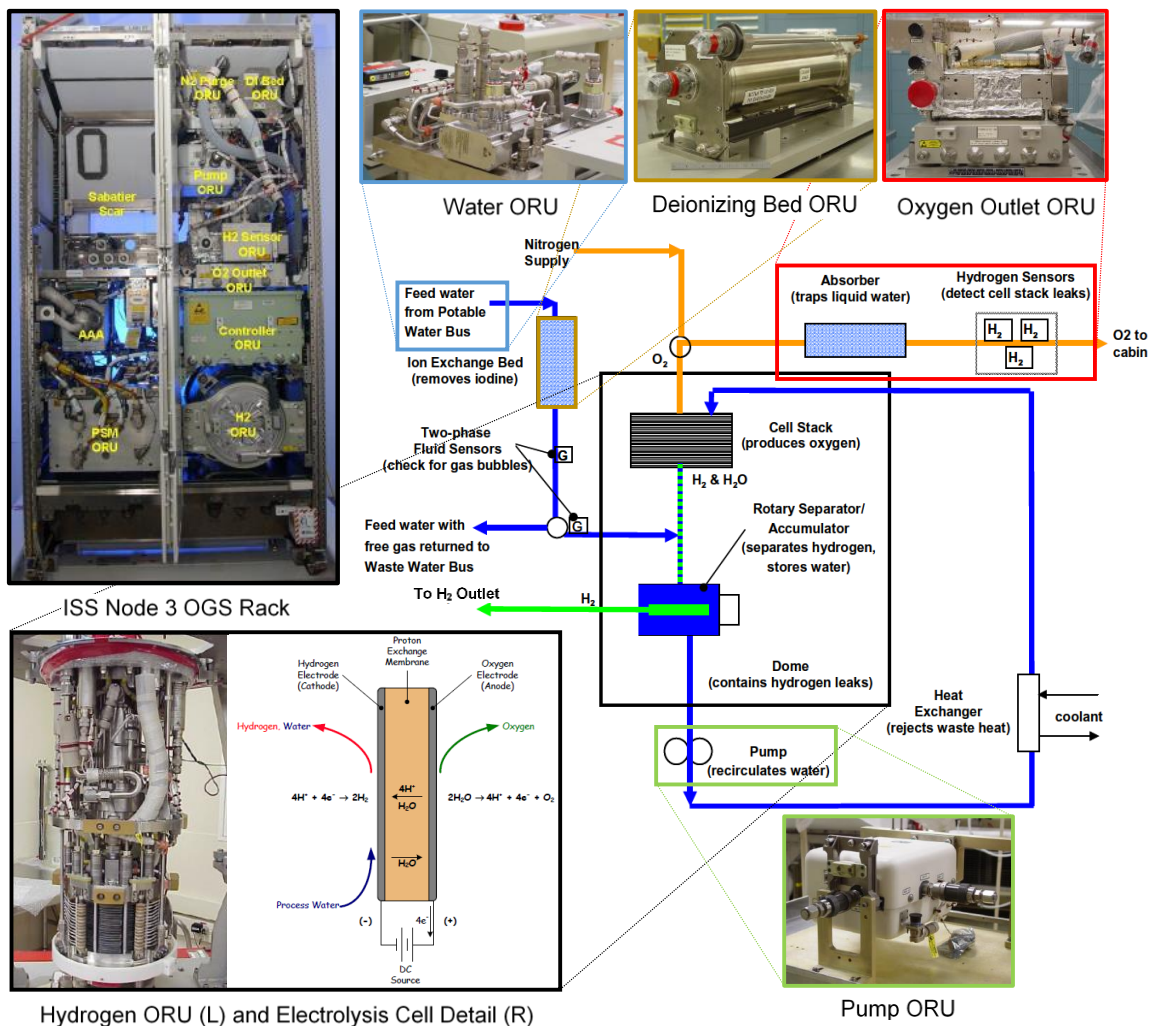 N2 Purge
ORU
DI Bed
ORU
Pump
ORU
Sabatier
Scar
H2 Sensor
ORU
O2 Outlet
ORU
AAA
Controller
ORU
PSM
ORU
H2
ORU
ISS Node 3 OGS Rack
Water ORU
Deionizing Bed ORU
Oxygen Outlet ORU
Nitrogen
Supply
Feed water
from Potable
Water Bus
Ion Exchange Bed
(removes iodine)
Absorber
(traps liquid water)
Hydrogen Sensors
(detect cell stack leaks)
H2
H2
H2
O2 to
cabin
O2
Two-phase
Fluid Sensors
(check for gas bubbles)
G
G
Cell Stack
(produces oxygen)
H2 & H2O
Feed water with
free gas returned to
Waste Water Bus
Rotary Separator/
Accumulator
(separates hydrogen,
stores water)
To H2 Outlet
H2
Dome
(contains hydrogen leaks)
Heat
Exchanger
(rejects waste heat)
coolant
Pump
(recirculates water)
Pump ORU
Proton
Exchange
Membrane
Hydrogen
Electrode
(Cathode)
Oxygen
Electrode
(Anode)
Hydrogen, Water
Oxygen
4H+ + 4e- → 2H2
4H+
H2O
2H2O → 4H+ + 4e- + O2
H2O
Process Water
(-)
4e-
(+)
DC
Source
Hydrogen ORU (L) and Electrolysis Cell Detail (R)